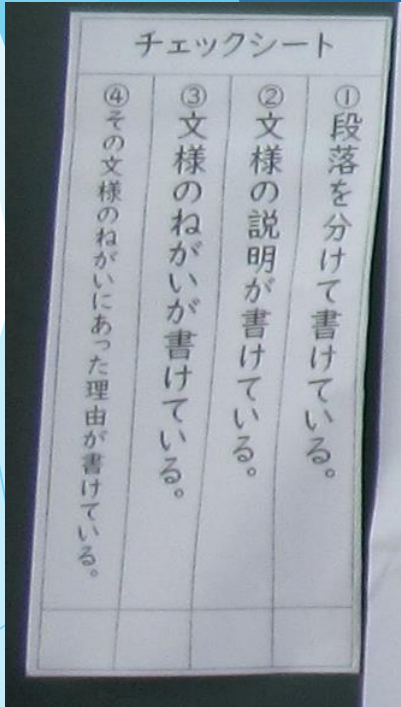 チェックシート
①段落を分けて書けている。
②文様の説明が書けている。
③文様のねがいが書けている。
④その文様のねがいにあった理由が書けている。